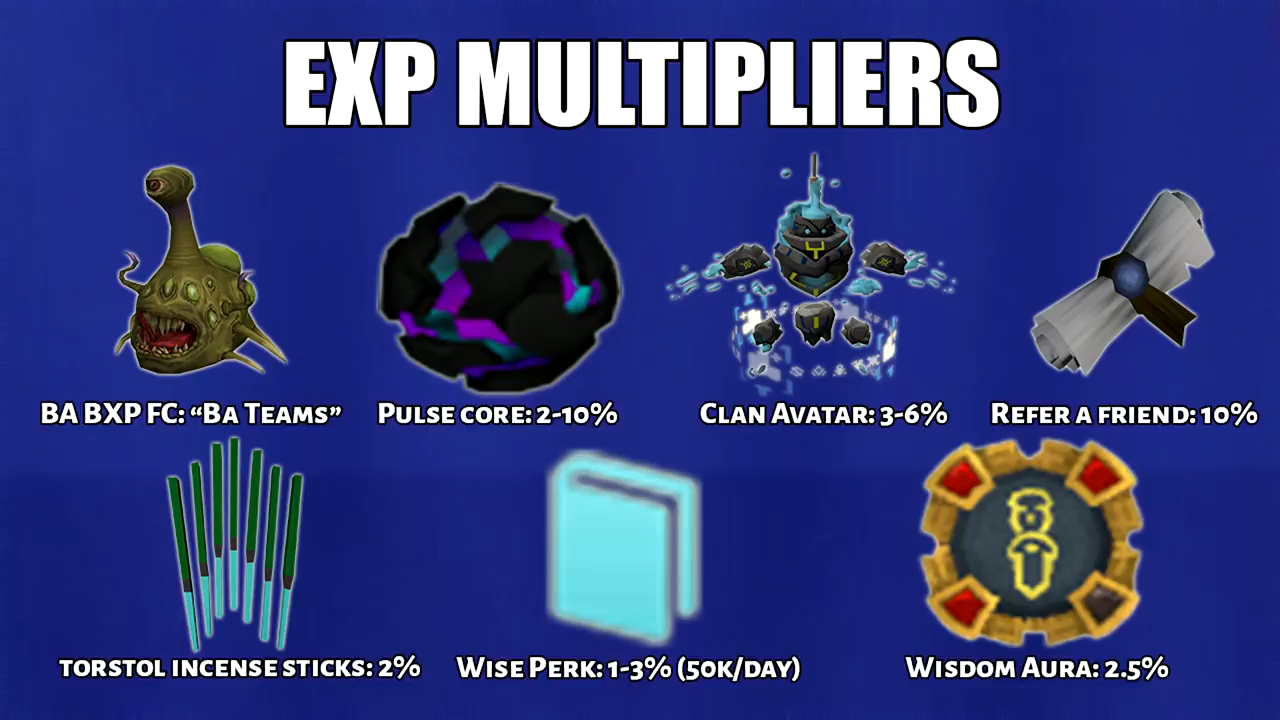 EXP MULTIPLIERS
BA BXP FC: “Ba Teams”
Pulse core: 2-10%
Clan Avatar: 3-6%
Refer a friend: 10%
torstol incense sticks: 2%
Wise Perk: 1-3% (50k/day)
Wisdom Aura: 2.5%